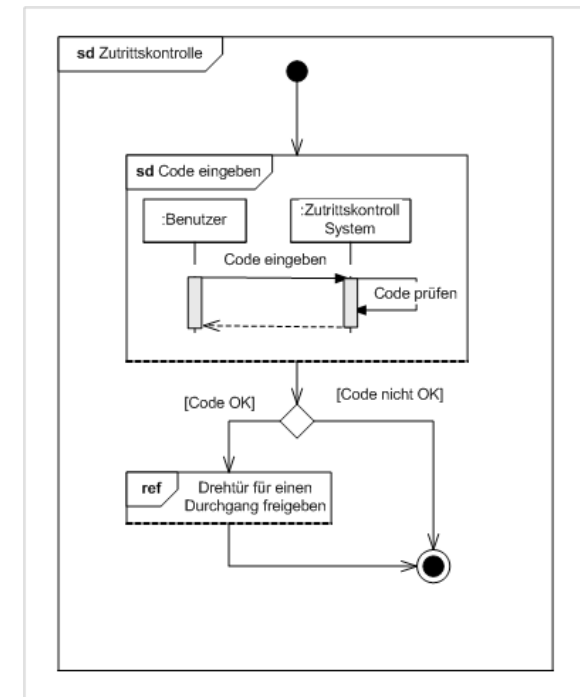 sd Zutrittskontrolle
sd Code eingeben
:Benutzer
:Zutrittskontroll
System
Code eingeben
Code prüfen
[Code OK]
[Code nicht OK]
ref
Drehtür für einen
Durchgang freigeben